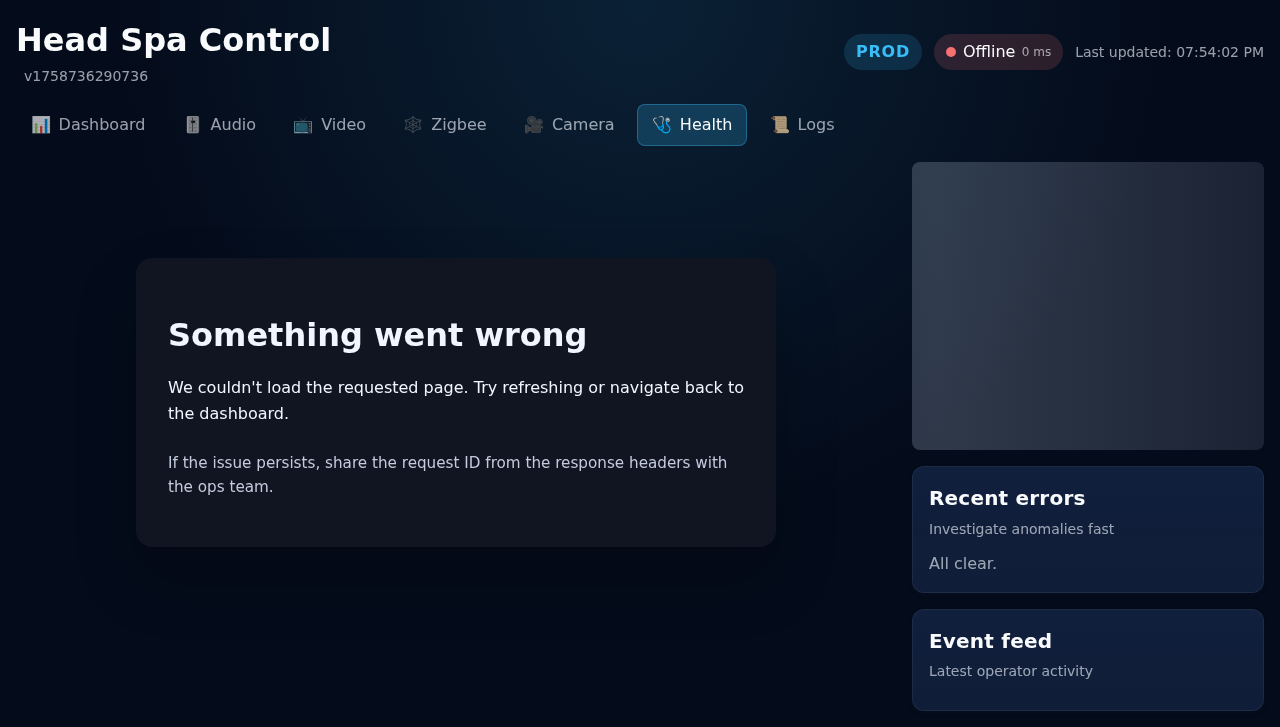 Head Spa Control
v1758736290736
PROD
Offline 0 ms
Last updated: 07:54:02 PM
Dashboard
Audio
Video
Zigbee
Camera
Health
Logs
Something went wrong
We couldn't load the requested page. Try refreshing or navigate back to
the dashboard.
If the issue persists, share the request ID from the response headers with
the ops team.
Recent errors
Investigate anomalies fast
All clear.
Event feed
Latest operator activity